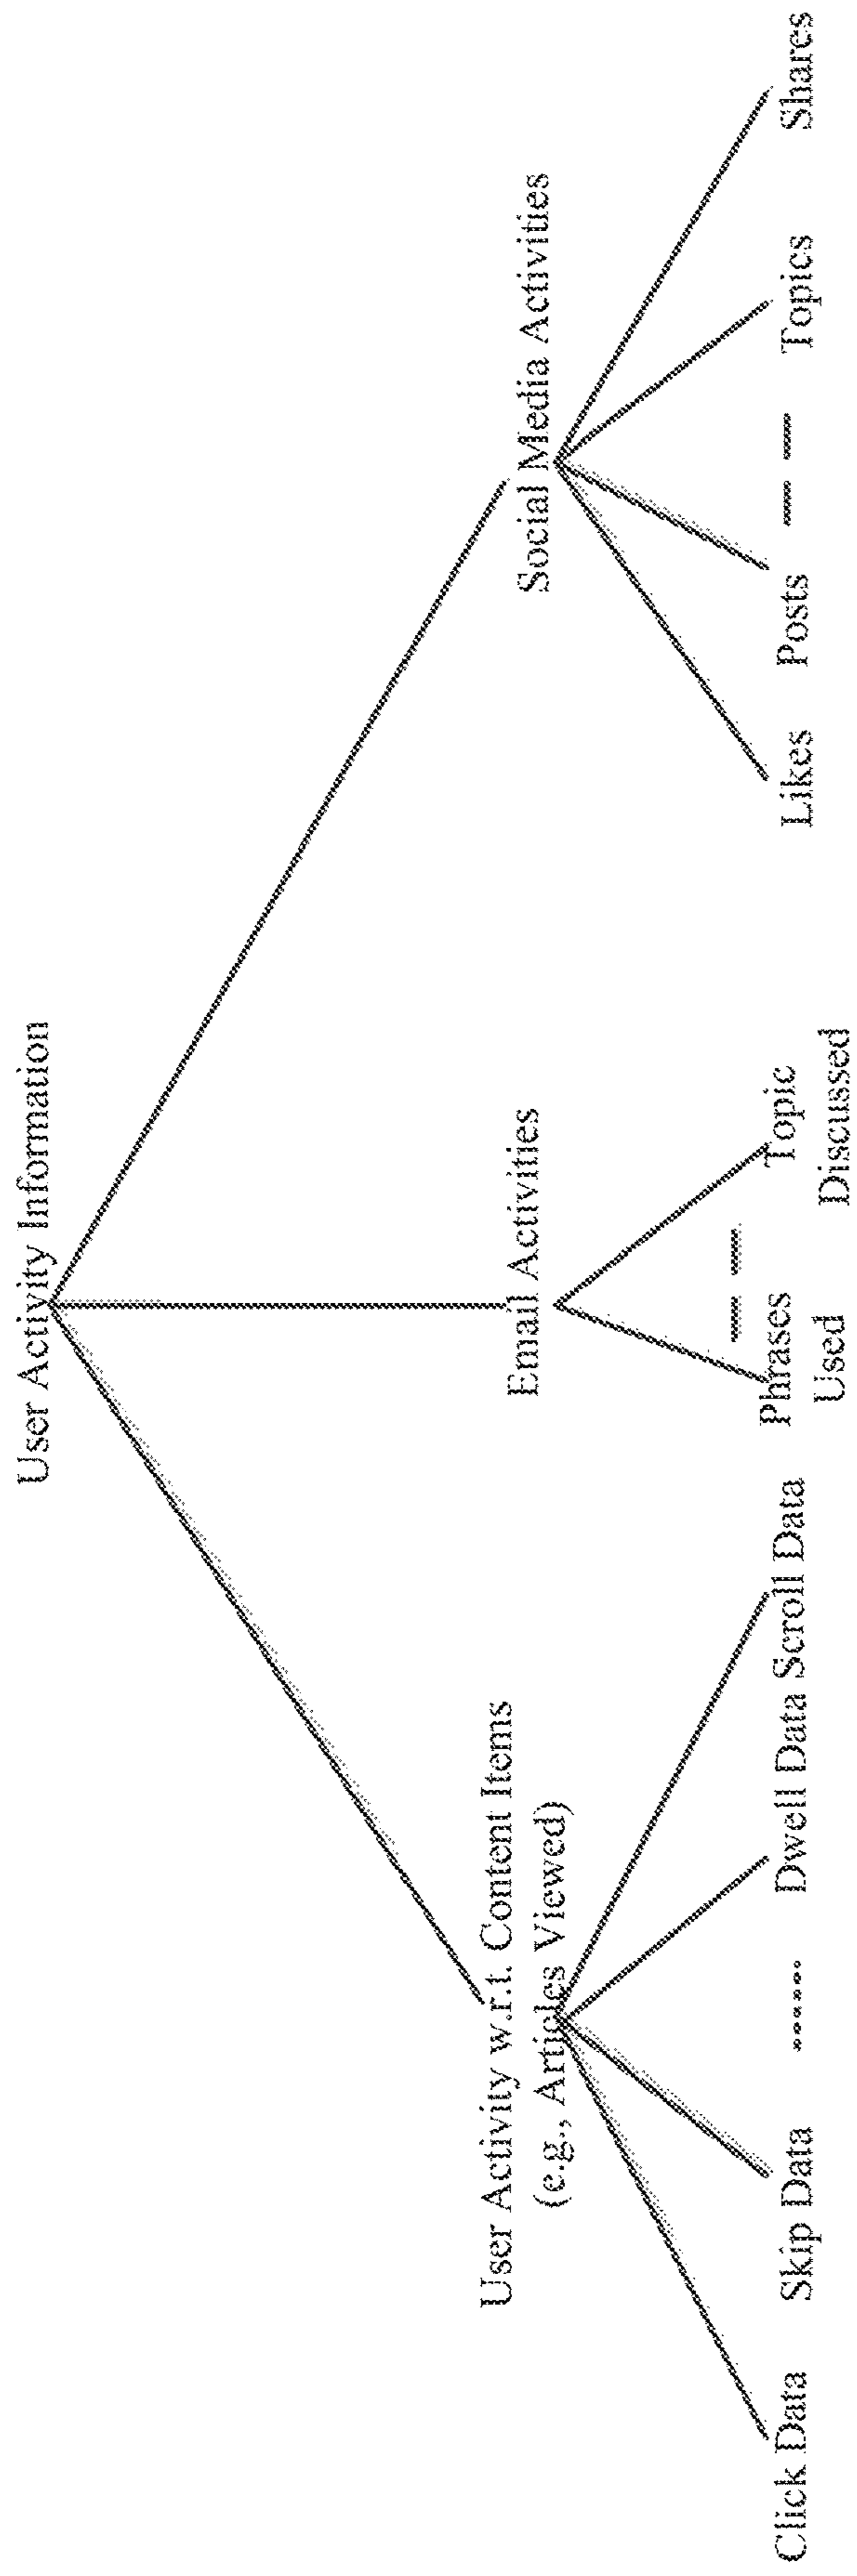 User Activity Information
User Activity w.r.t. Content Items
(e.g., Articles Viewed)
Email Activities
Social Media Activities
Click Data
Skip Data
Dwell Data
Scroll Data
Phrases
Used
Topic
Discussed
Likes
Posts
Topics
Shares